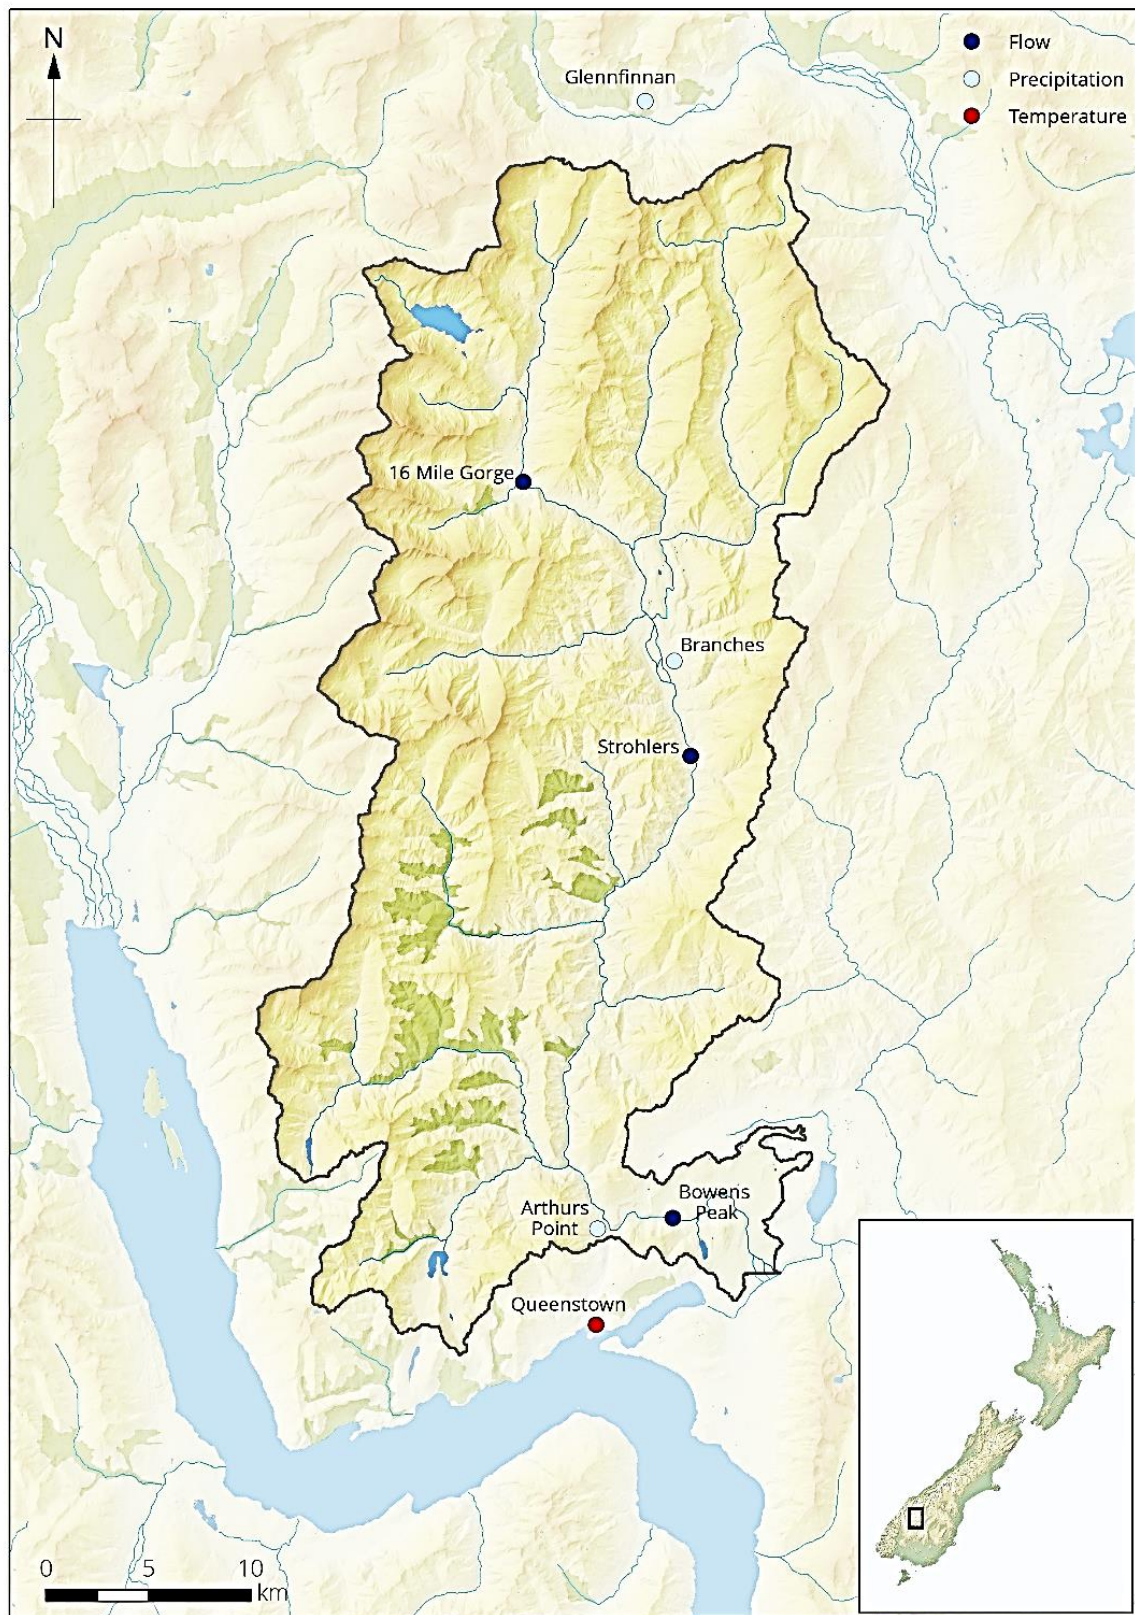 N
Flow
Glennfinnan
Precipitation
Temperature
16 Mile Gorge
Branches
Strohlers
Arthurs
Point
Bowens
Peak
Queenstown
0 5 10
km